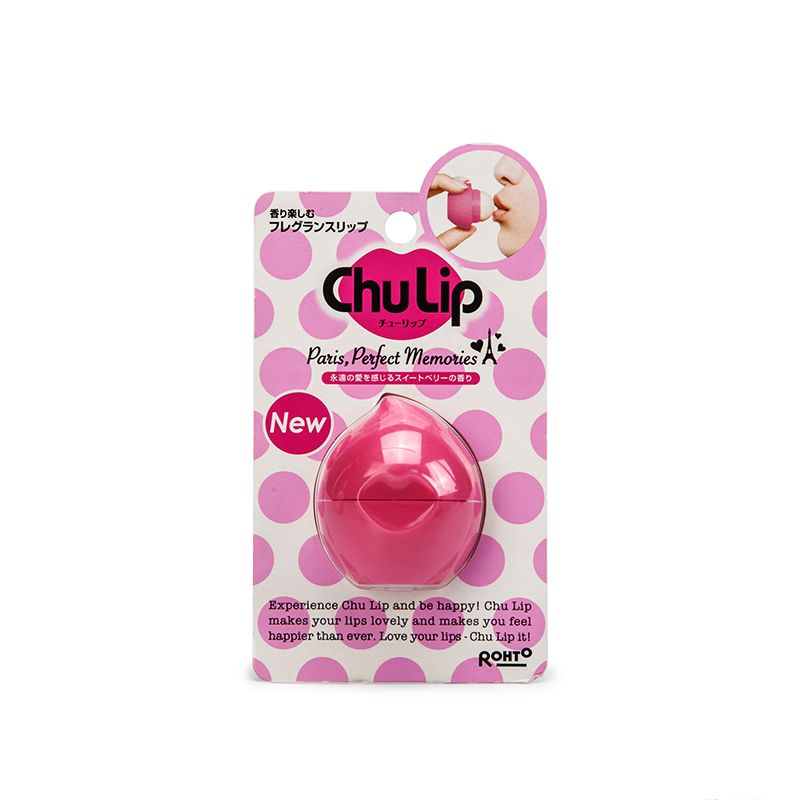 香り楽しむ
フレグランスリップ
Chu Lip
チューリップ
Paris, Perfect Memories
永遠の愛を感じるスイートベリーの香り
New
Experience Chu Lip and be happy! Chu Lip
makes your lips lovely and makes you feel
happier than ever. Love your lips - Chu Lip it!
ROHTO